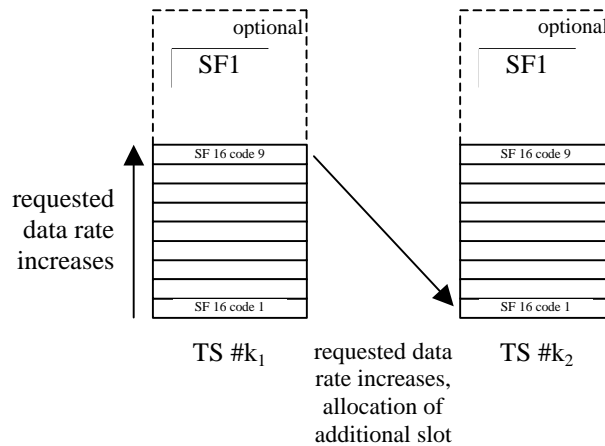 optional
SF1
SF 16 code 9
SF 16 code 1
requested
data rate
increases
TS #k₁
requested data
rate increases,
allocation of
additional slot
optional
SF1
SF 16 code 9
SF 16 code 1
TS #k₂